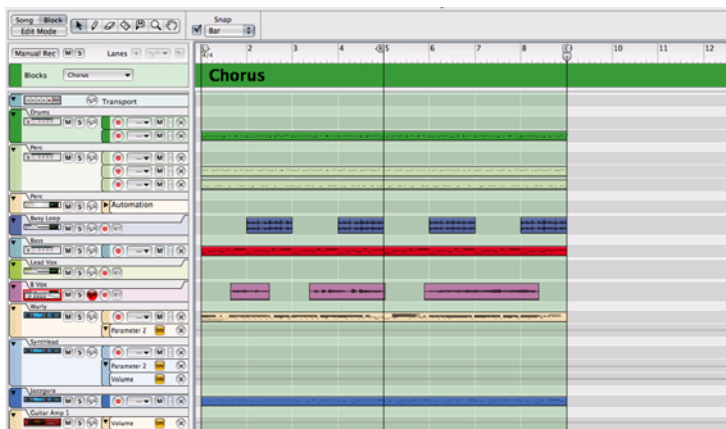 Song Block
Edit Mode
Snap
Bar
Manual Rec M S Lanes
2 3 4 5 6 7 8 9 10 11 12
4/4
Blocks Chorus
Chorus
Transport
Drums
M S M
M
Perc
M S M
M
Perc
M S Automation
Busy Loop
M S
Bass
M S M
Lead Vox
M S
B Vox
M S
Wurly
M S M
Parameter 2
Synthlead
M S M
Parameter 2
Volume
Jazzgura
M S M
Guitar Amp 1
M S Volume